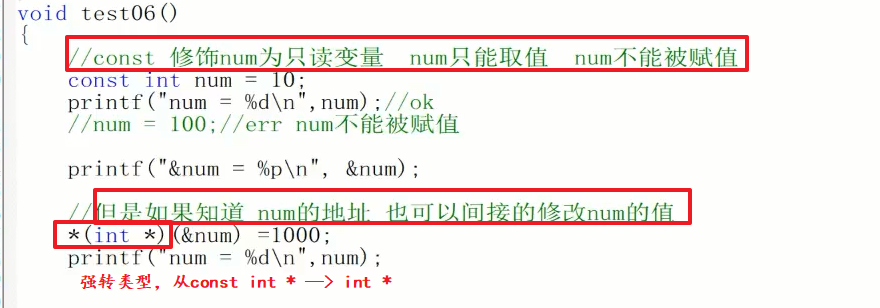 void test06()
{
//const 修饰num为只读变量 num只能取值 num不能被赋值
const int num = 10;
printf("num = %d\n",num);//ok
//num = 100;//err num不能被赋值
printf("&num = %p\n", &num);
//但是如果知道 num的地址 也可以间接的修改num的值
*(int *)(&num) =1000;
printf("num = %d\n",num);
强转类型，从const int * —> int *